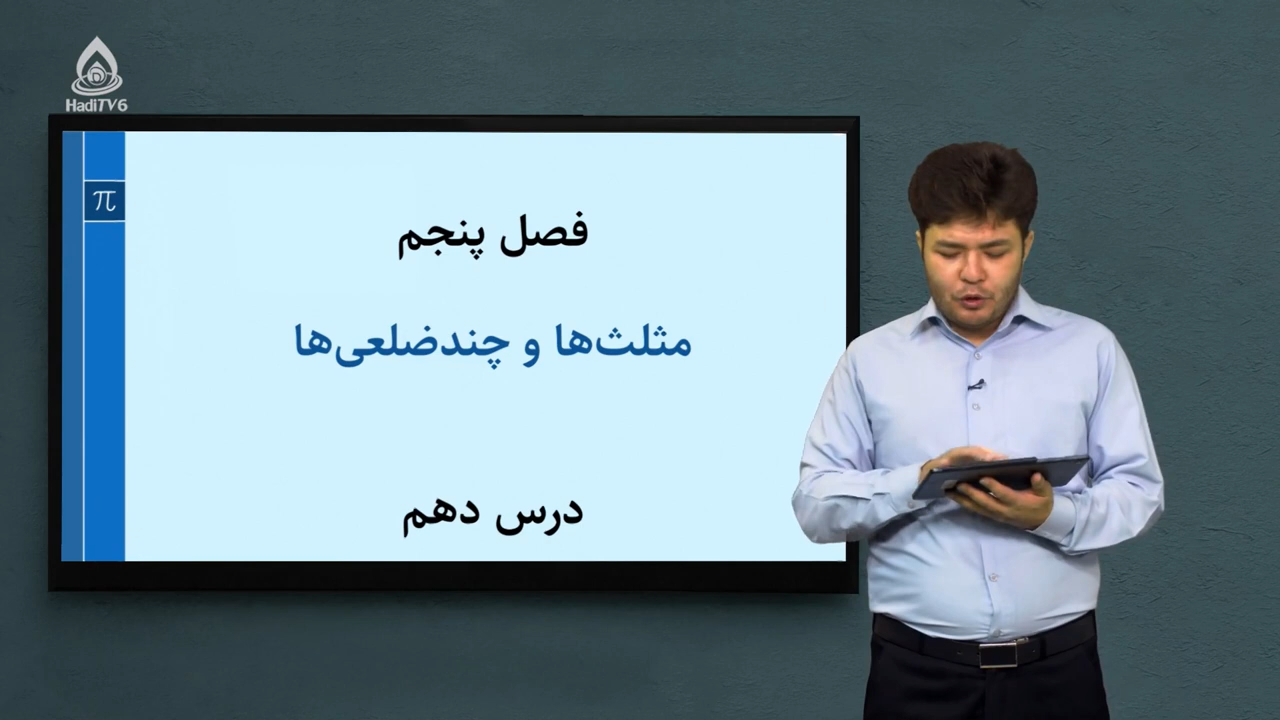 HadiTV6
π
فصل پنجم
مثلث‌ها و چندضلعی‌ها
درس دهم